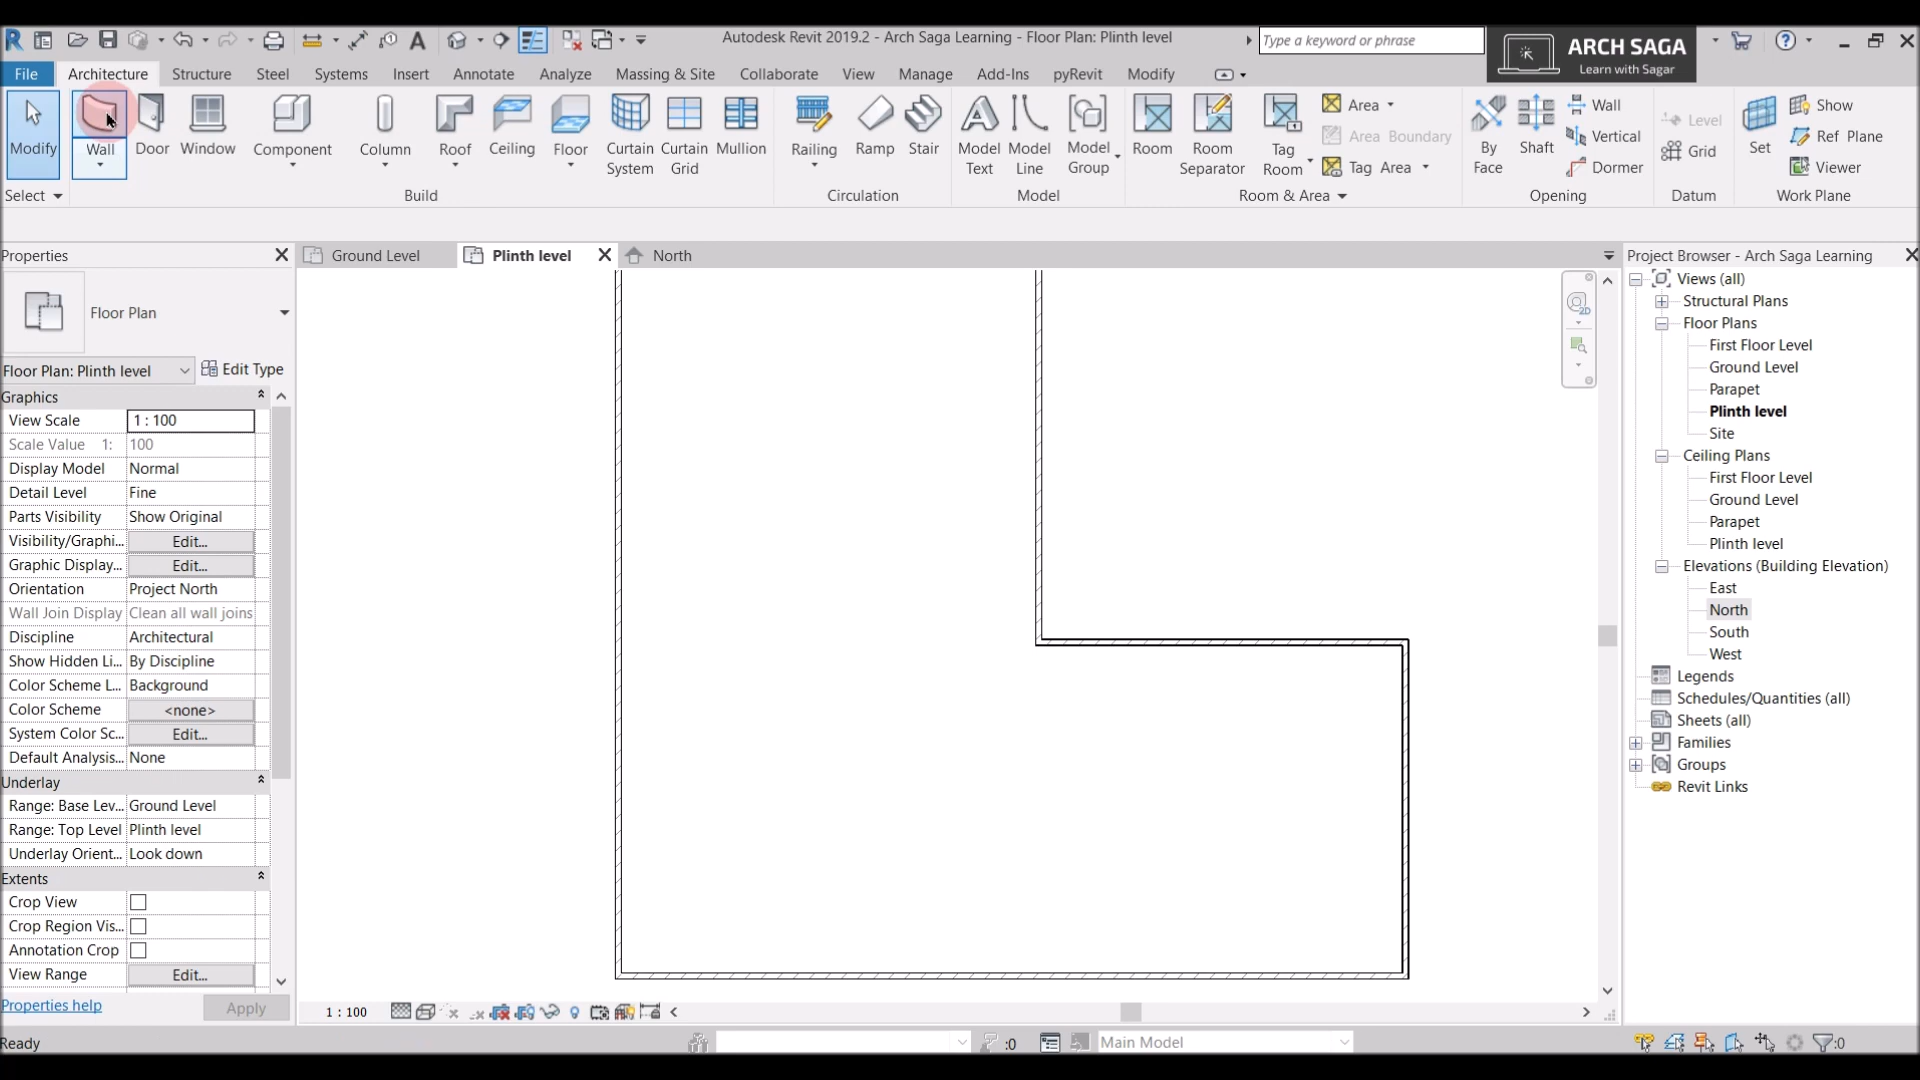 Autodesk Revit 2019.2 - Arch Saga Learning - Floor Plan: Plinth level
Type a keyword or phrase
ARCH SAGA
Learn with Sagar
File Architecture Structure Steel Systems Insert Annotate Analyze Massing & Site Collaborate View Manage Add-Ins pyRevit Modify
Modify
Wall
Door
Window
Component
Column
Roof
Ceiling
Floor
Curtain System
Curtain Grid
Mullion
Railing
Ramp
Stair
Model Text
Model Line
Model Group
Room
Room Separator
Tag Room
Area
Area Boundary
Tag Area
By Face
Shaft
Wall
Vertical
Dormer
Level
Grid
Set
Show
Ref Plane
Viewer
Select Build Circulation Model Room & Area Opening Datum Work Plane
Properties
Floor Plan
Floor Plan: Plinth level Edit Type
Graphics
View Scale 1 : 100
Scale Value 1: 100
Display Model Normal
Detail Level Fine
Parts Visibility Show Original
Visibility/Graphi... Edit...
Graphic Display... Edit...
Orientation Project North
Wall Join Display Clean all wall joins
Discipline Architectural
Show Hidden Li... By Discipline
Color Scheme L... Background
Color Scheme <none>
System Color Sc... Edit...
Default Analysis... None
Underlay
Range: Base Lev... Ground Level
Range: Top Level Plinth level
Underlay Orient... Look down
Extents
Crop View
Crop Region Vis...
Annotation Crop
View Range Edit...
Properties help Apply
Ground Level Plinth level North
2D
1 : 100
Project Browser - Arch Saga Learning
Views (all)
Structural Plans
Floor Plans
First Floor Level
Ground Level
Parapet
Plinth level
Site
Ceiling Plans
First Floor Level
Ground Level
Parapet
Plinth level
Elevations (Building Elevation)
East
North
South
West
Legends
Schedules/Quantities (all)
Sheets (all)
Families
Groups
Revit Links
Ready :0 Main Model :0